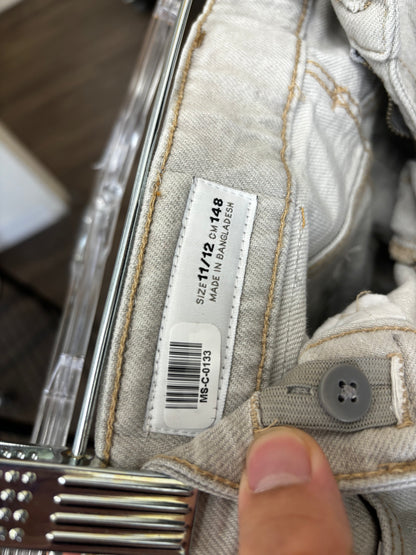 SIZE 11/12 CM 148
MADE IN BANGLADESH
MS-C-0133